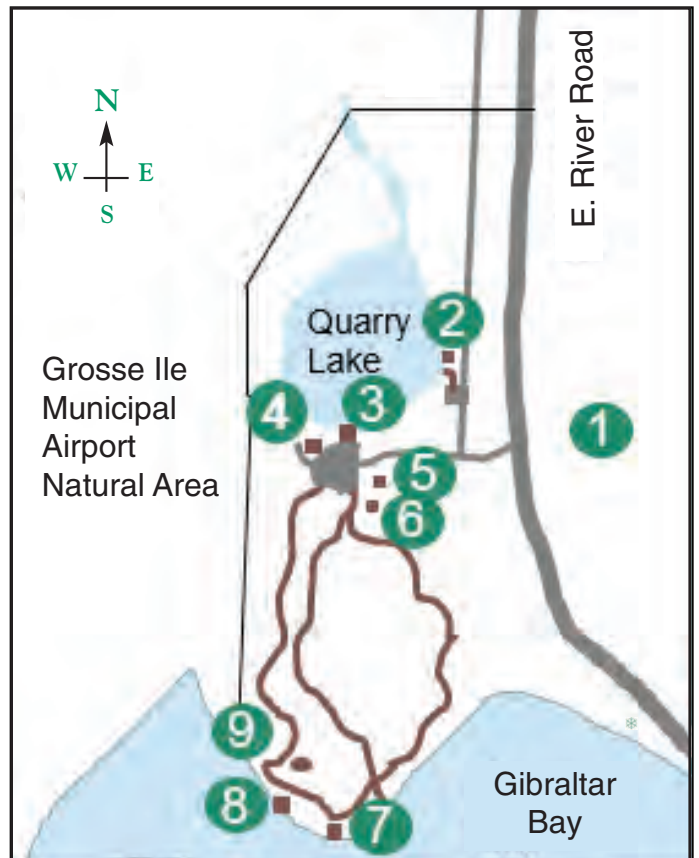 N
W E
S
E. River Road
Quarry
Lake
2
Grosse Ile
Municipal
Airport
Natural Area
4
3
1
5
6
9
8
7
Gibraltar
Bay